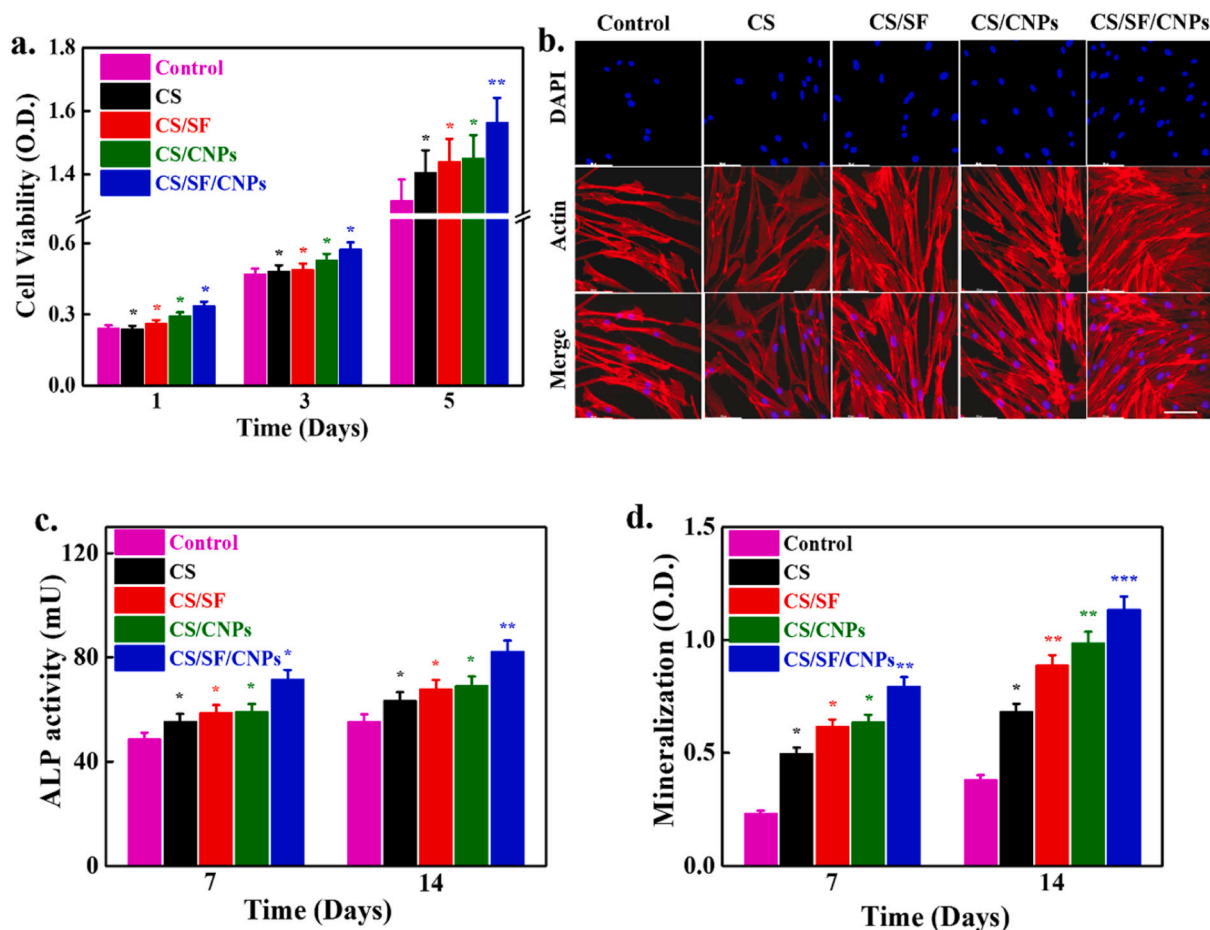 a.
Control
CS
CS/SF
CS/CNPs
CS/SF/CNPs
Cell Viability (O.D.)
1.8
1.6
1.4
0.6
0.3
0.0
* * * *
* * * *
* * * **
1 3 5
Time (Days)
b.
Control CS CS/SF CS/CNPs CS/SF/CNPs
DAPI
Actin
Merge
c.
Control
CS
CS/SF
CS/CNPs
CS/SF/CNPs
ALP activity (mU)
120
80
40
0
* * * *
* * * **
7 14
Time (Days)
d.
Control
CS
CS/SF
CS/CNPs
CS/SF/CNPs
Mineralization (O.D.)
1.5
1.0
0.5
0.0
* * * **
* ** ** ***
7 14
Time (Days)